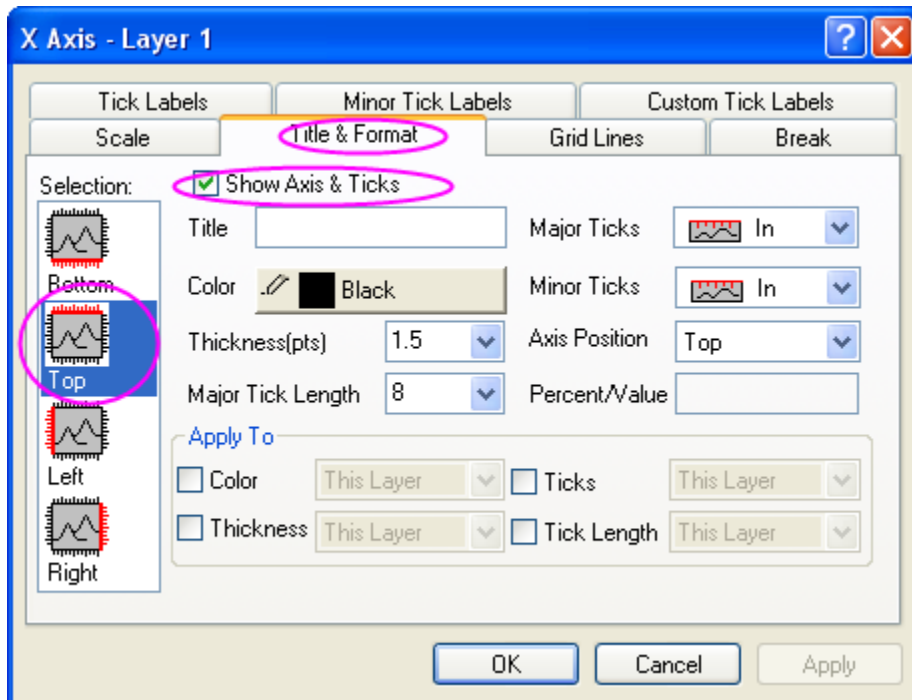 X Axis - Layer 1
Tick Labels Minor Tick Labels Custom Tick Labels
Scale Title & Format Grid Lines Break
Selection:
Bottom
Top
Left
Right
Show Axis & Ticks
Title
Major Ticks In
Color Black
Minor Ticks In
Thickness(pts) 1.5
Axis Position Top
Major Tick Length 8
Percent/Value
Apply To
Color This Layer
Ticks This Layer
Thickness This Layer
Tick Length This Layer
OK Cancel Apply